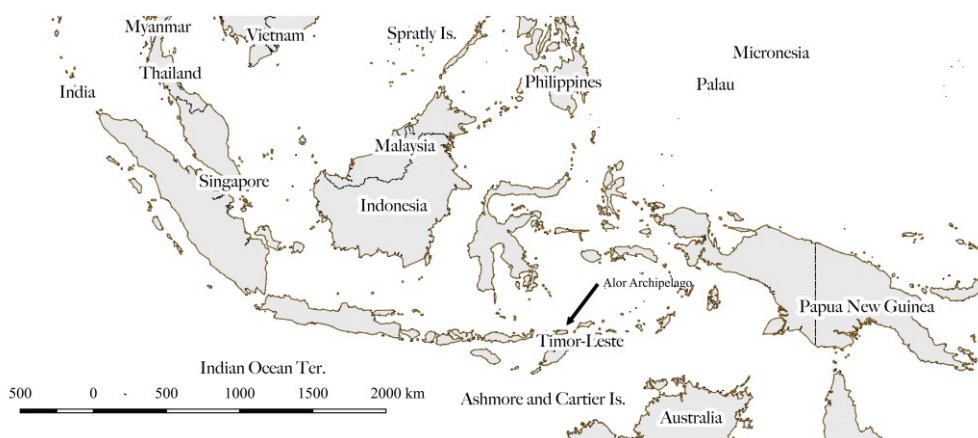 Myanmar
Vietnam
Spratly Is.
Micronesia
Thailand
Philippines
Palau
India
Malaysia
Singapore
Indonesia
Alor Archipelago
Papua New Guinea
Timor-Leste
Indian Ocean Ter.
500 0 500 1000 1500 2000 km
Ashmore and Cartier Is.
Australia